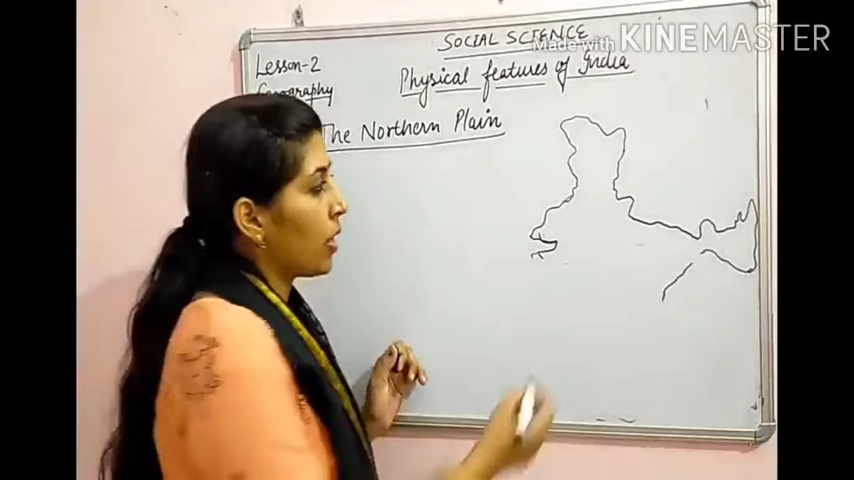 SOCIAL SCIENCE
Made with KINEMASTER
Lesson-2
Physical features of India
Geography
The Northern Plain